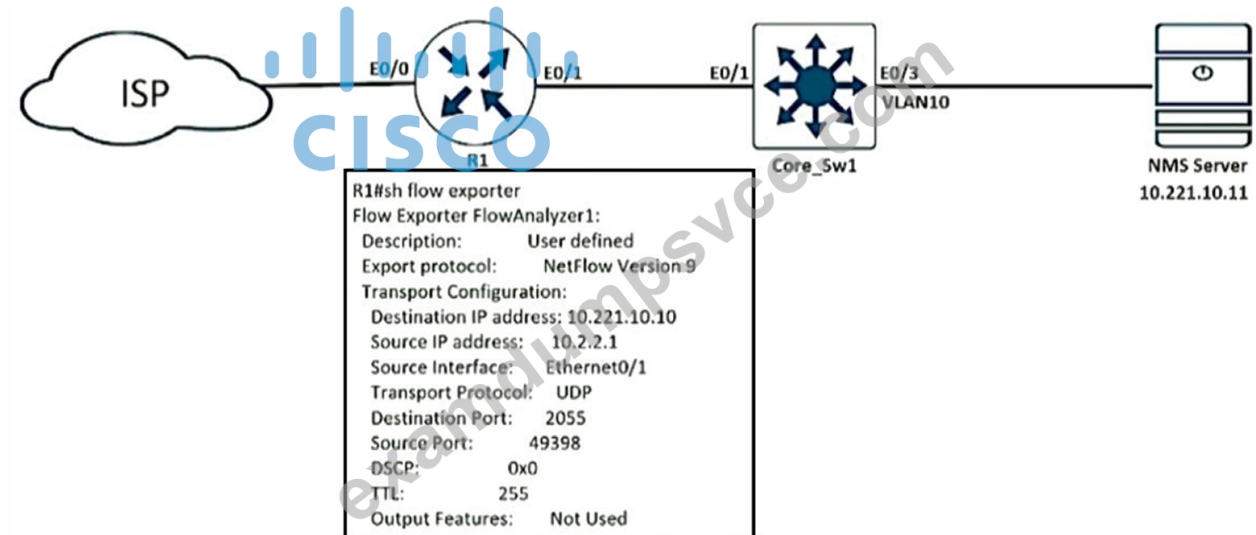 ISP
E0/0
CISCO
R1
E0/1
E0/1
Core_Sw1
E0/3
VLAN10
NMS Server
10.221.10.11
R1#sh flow exporter
Flow Exporter FlowAnalyzer1:
Description: User defined
Export protocol: NetFlow Version 9
Transport Configuration:
Destination IP address: 10.221.10.10
Source IP address: 10.2.2.1
Source Interface: Ethernet0/1
Transport Protocol: UDP
Destination Port: 2055
Source Port: 49398
DSCP: 0x0
TTL: 255
Output Features: Not Used
examdumpsvce.com